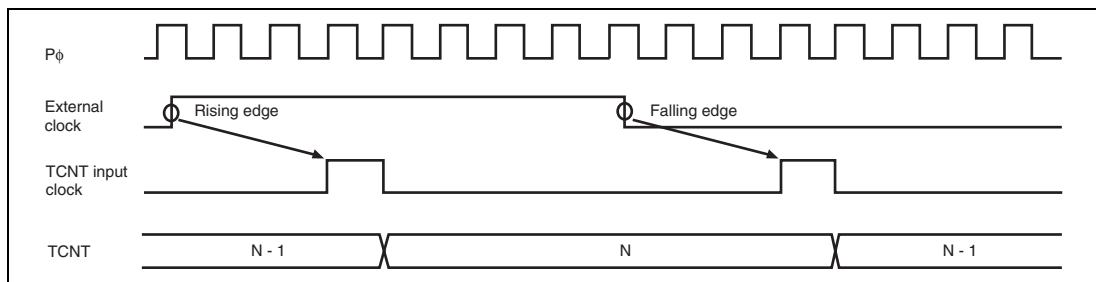 Pϕ
External
clock
Rising edge
Falling edge
TCNT input
clock
TCNT
N - 1
N
N - 1